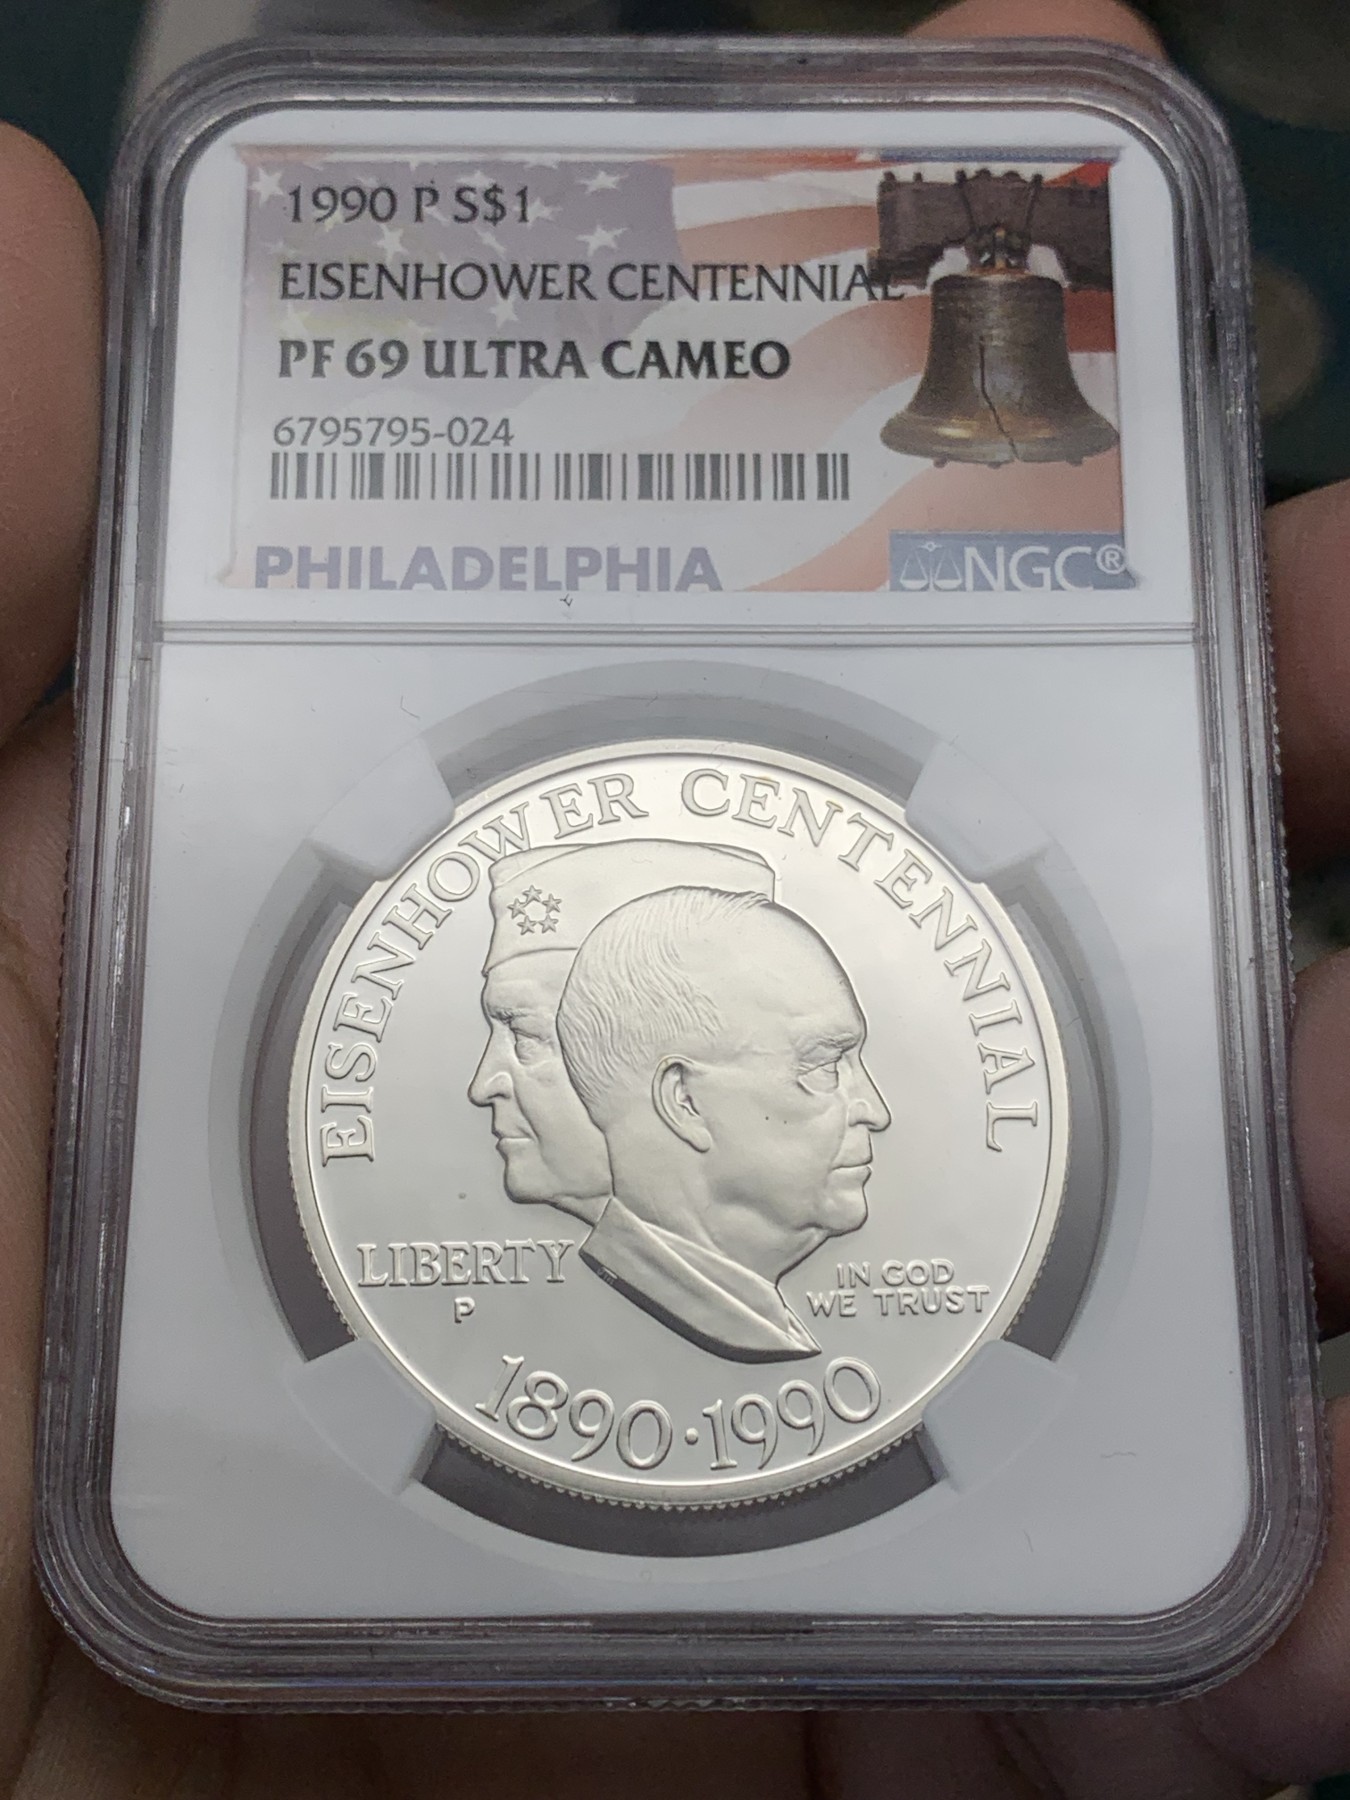 1990 P S$1
EISENHOWER CENTENNIAL
PF 69 ULTRA CAMEO
6795795-024
PHILADELPHIA
NGC®
EISENHOWER CENTENNIAL
LIBERTY
P
IN GOD
WE TRUST
1890·1990